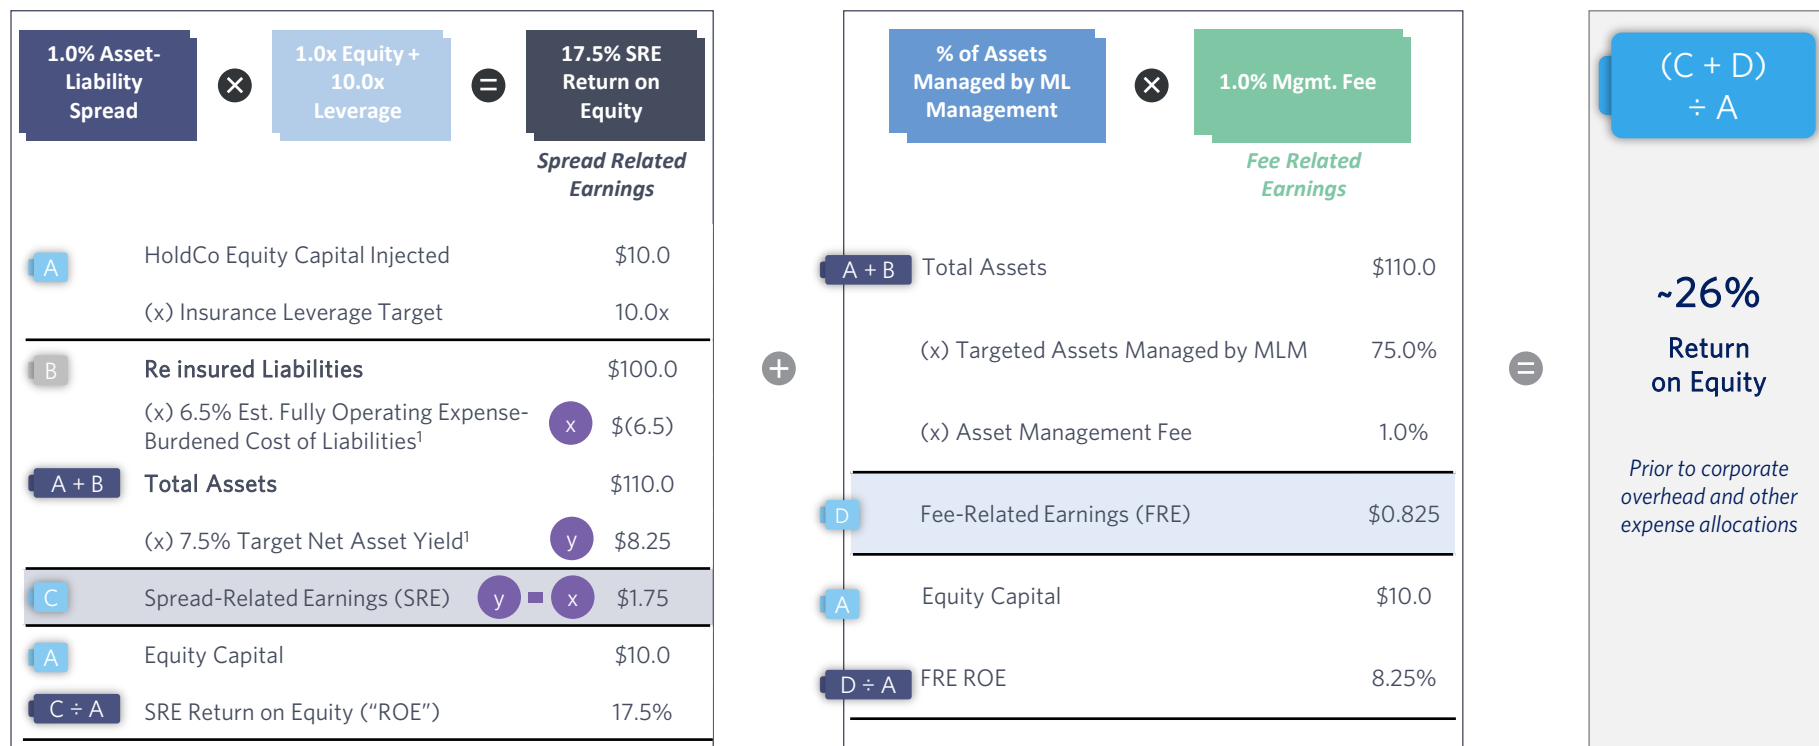 1.0% Asset-
Liability
Spread
×
1.0x Equity +
10.0x
Leverage
=
17.5% SRE
Return on
Equity
Spread Related
Earnings
A HoldCo Equity Capital Injected $10.0
(x) Insurance Leverage Target 10.0x
B Re insured Liabilities $100.0
(x) 6.5% Est. Fully Operating Expense-
Burdened Cost of Liabilities¹ x $(6.5)
A + B Total Assets $110.0
(x) 7.5% Target Net Asset Yield¹ y $8.25
C Spread-Related Earnings (SRE) y - x $1.75
A Equity Capital $10.0
C ÷ A SRE Return on Equity (“ROE”) 17.5%
+
% of Assets
Managed by ML
Management
×
1.0% Mgmt. Fee
Fee Related
Earnings
A + B Total Assets $110.0
(x) Targeted Assets Managed by MLM 75.0%
(x) Asset Management Fee 1.0%
D Fee-Related Earnings (FRE) $0.825
A Equity Capital $10.0
D ÷ A FRE ROE 8.25%
=
(C + D)
÷ A
~26%
Return
on Equity
Prior to corporate
overhead and other
expense allocations